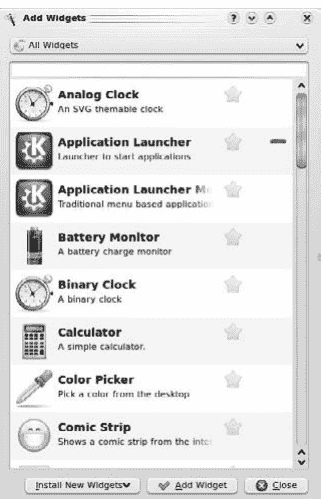 Add Widgets
All Widgets
Analog Clock
An SVG themable clock
Application Launcher
Launcher to start applications
Application Launcher
Traditional menu based
Battery Monitor
A battery charge monitor
Binary Clock
A binary clock
Calculator
A simple calculator.
Color Picker
Pick a color from the desktop
Comic Strip
Shows a comic strip from the
Install New Widgets
Add Widget
Close